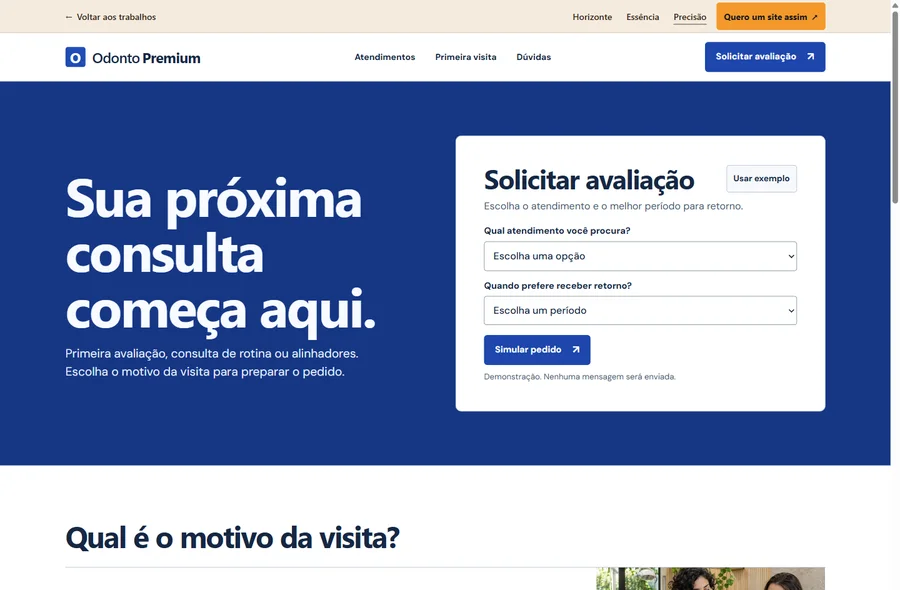 ← Voltar aos trabalhos
Horizonte
Essência
Precisão
Quero um site assim ↗
O Odonto Premium
Atendimentos
Primeira visita
Dúvidas
Solicitar avaliação ↗
Sua próxima
consulta
começa aqui.
Primeira avaliação, consulta de rotina ou alinhadores.
Escolha o motivo da visita para preparar o pedido.
Solicitar avaliação
Usar exemplo
Escolha o atendimento e o melhor período para retorno.
Qual atendimento você procura?
Escolha uma opção
Quando prefere receber retorno?
Escolha um período
Simular pedido ↗
Demonstração. Nenhuma mensagem será enviada.
Qual é o motivo da visita?